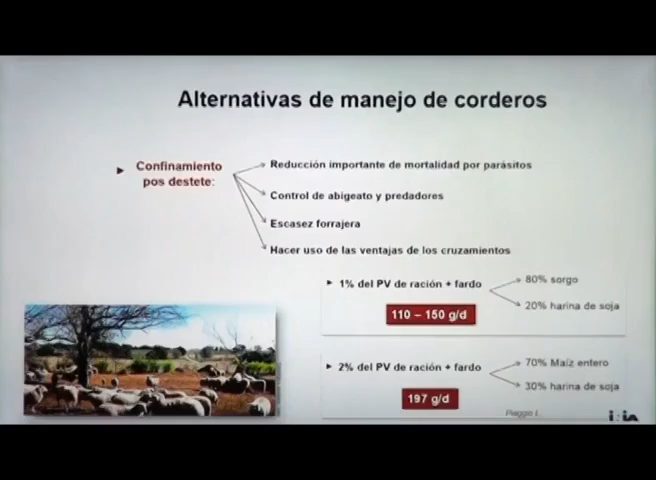 Alternativas de manejo de corderos
Confinamiento
pos destete:
Reducción importante de mortalidad por parásitos
Control de abigeato y predadores
Escasez forrajera
Hacer uso de las ventajas de los cruzamientos
1% del PV de ración + fardo
80% sorgo
20% harina de soja
110 – 150 g/d
2% del PV de ración + fardo
70% Maíz entero
30% harina de soja
197 g/d
Piaggio L.
inia